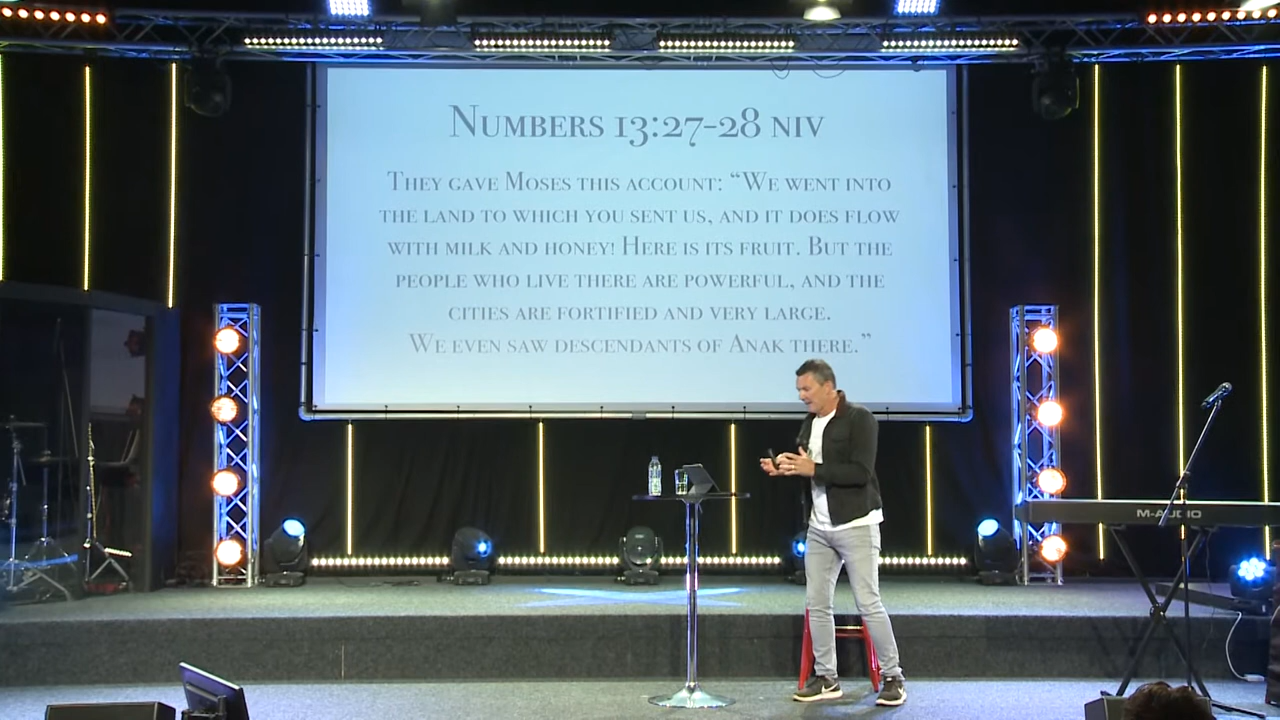 Numbers 13:27-28 NIV
They gave Moses this account: “We went into
the land to which you sent us, and it does flow
with milk and honey! Here is its fruit. But the
people who live there are powerful, and the
cities are fortified and very large.
We even saw descendants of Anak there.”
M-AUDIO